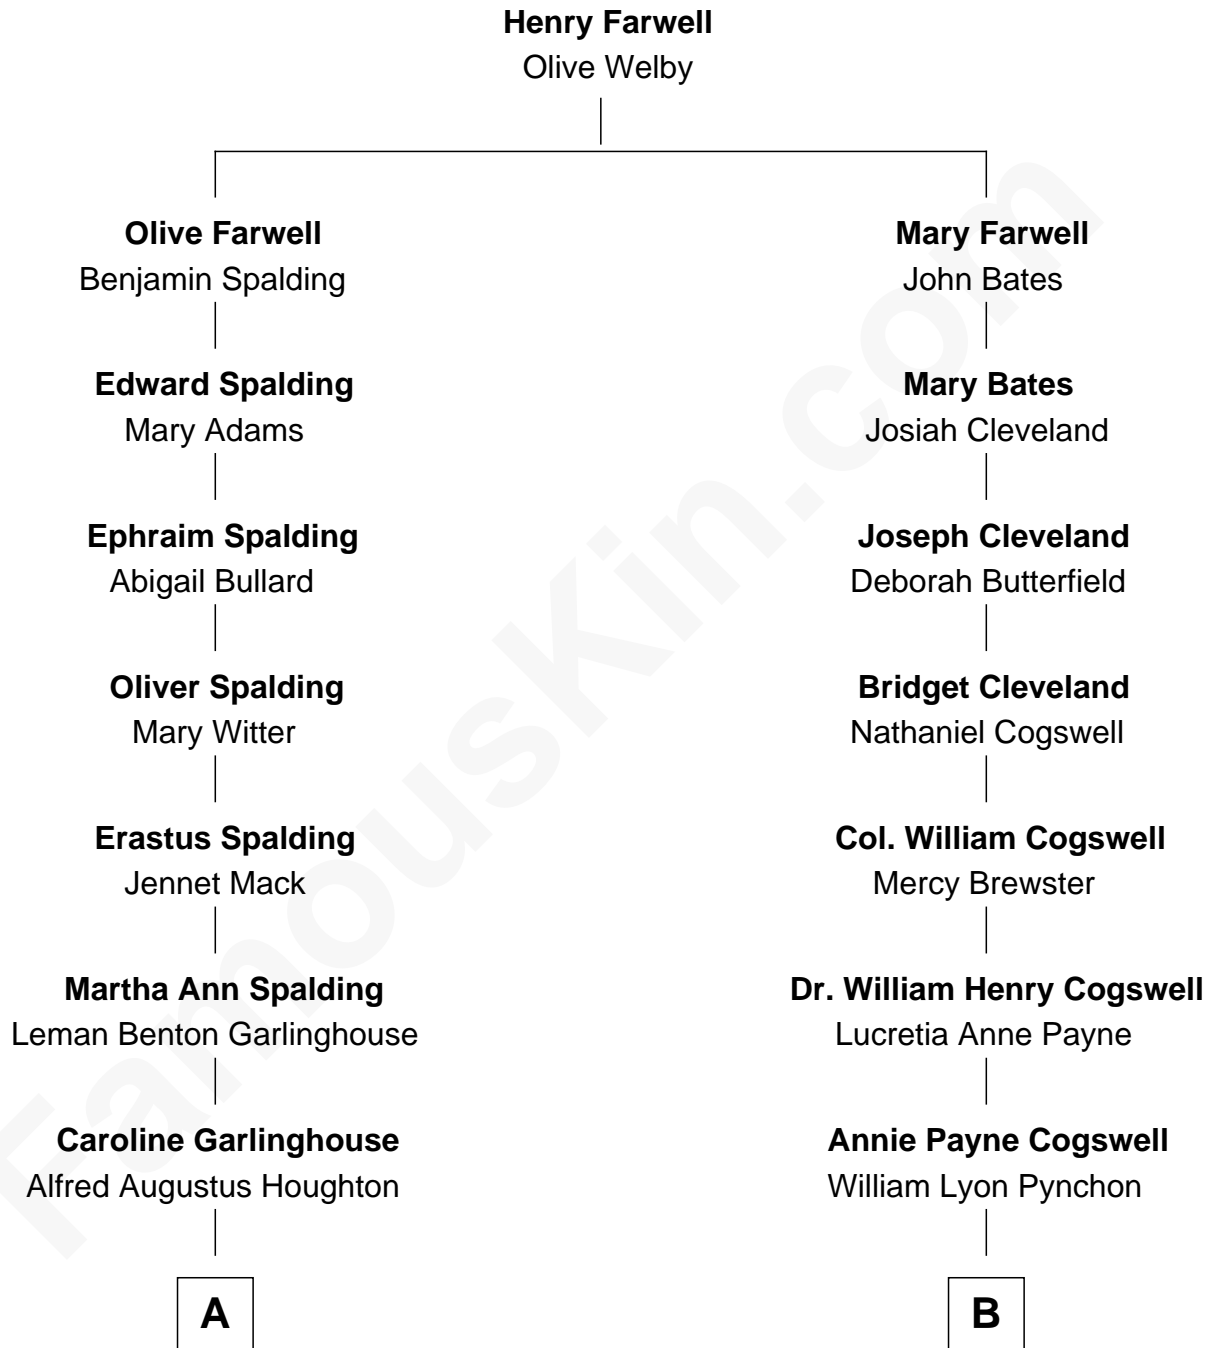 Henry Farwell
Olive Welby
Olive Farwell
Benjamin Spalding
Mary Farwell
John Bates
Edward Spalding
Mary Adams
Mary Bates
Josiah Cleveland
Ephraim Spalding
Abigail Bullard
Joseph Cleveland
Deborah Butterfield
Oliver Spalding
Mary Witter
Bridget Cleveland
Nathaniel Cogswell
Erastus Spalding
Jennet Mack
Col. William Cogswell
Mercy Brewster
Martha Ann Spalding
Leman Benton Garlinghouse
Dr. William Henry Cogswell
Lucretia Anne Payne
Caroline Garlinghouse
Alfred Augustus Houghton
Annie Payne Cogswell
William Lyon Pynchon
A
B
FamousKin.com